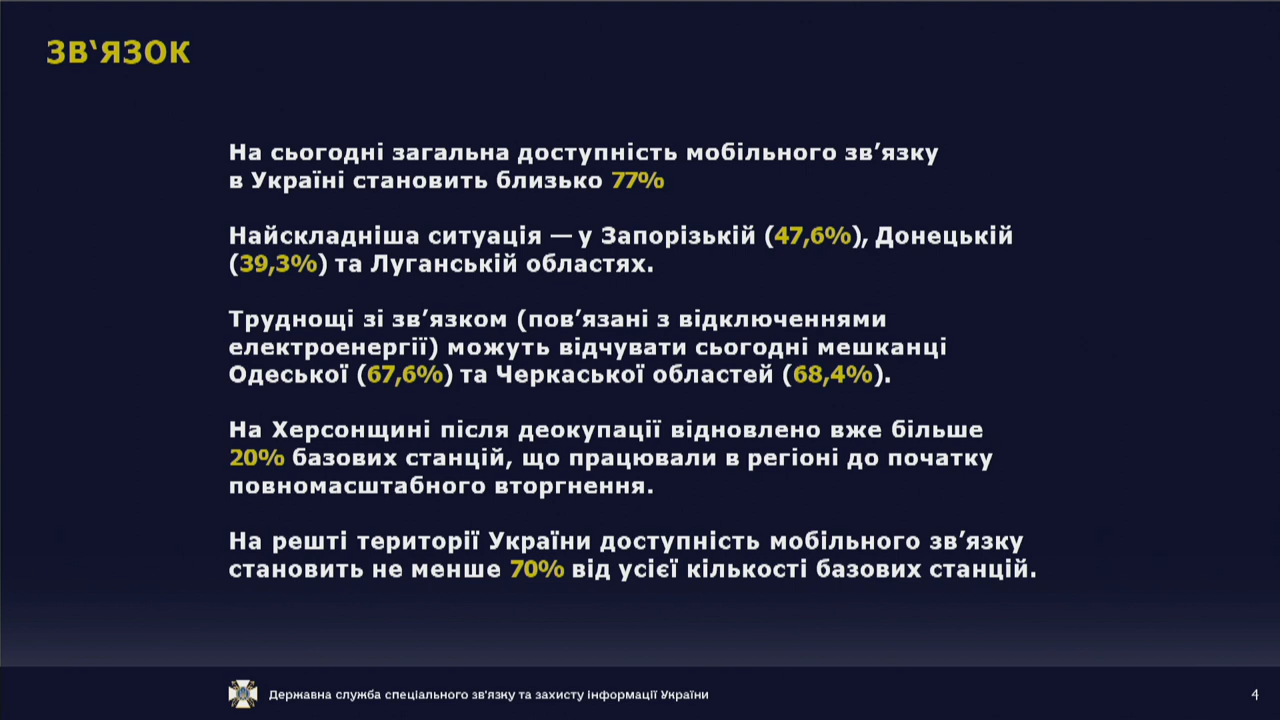 ЗВ‘ЯЗОК
На сьогодні загальна доступність мобільного зв’язку
в Україні становить близько 77%
Найскладніша ситуація — у Запорізькій (47,6%), Донецькій
(39,3%) та Луганській областях.
Труднощі зі зв’язком (пов’язані з відключеннями
електроенергії) можуть відчувати сьогодні мешканці
Одеської (67,6%) та Черкаської областей (68,4%).
На Херсонщині після деокупації відновлено вже більше
20% базових станцій, що працювали в регіоні до початку
повномасштабного вторгнення.
На решті території України доступність мобільного зв’язку
становить не менше 70% від усієї кількості базових станцій.
Державна служба спеціального зв'язку та захисту інформації України
4